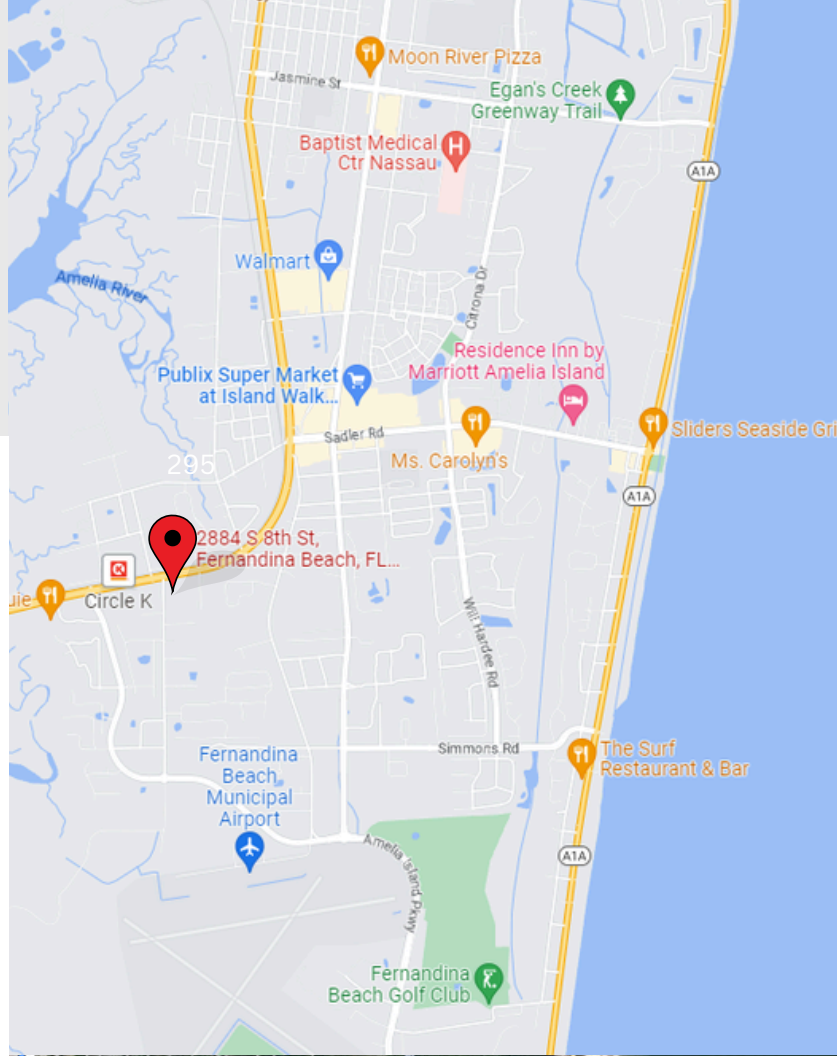 Moon River Pizza
Jasmine St
Egan's Creek
Greenway Trail
Baptist Medical
Ctr Nassau
H
A1A
Walmart
Amelia River
Citrona Dr
Residence Inn by
Marriott Amelia Island
Publix Super Market
at Island Walk...
Sadler Rd
Sliders Seaside Gri
Ms. Carolyn's
295
A1A
2884 S 8th St,
Fernandina Beach, FL...
uie
Circle K
Will Hardee Rd
Simmons Rd
The Surf
Restaurant & Bar
Fernandina
Beach
Municipal
Airport
Amelia Island Pkwy
A1A
Fernandina
Beach Golf Club